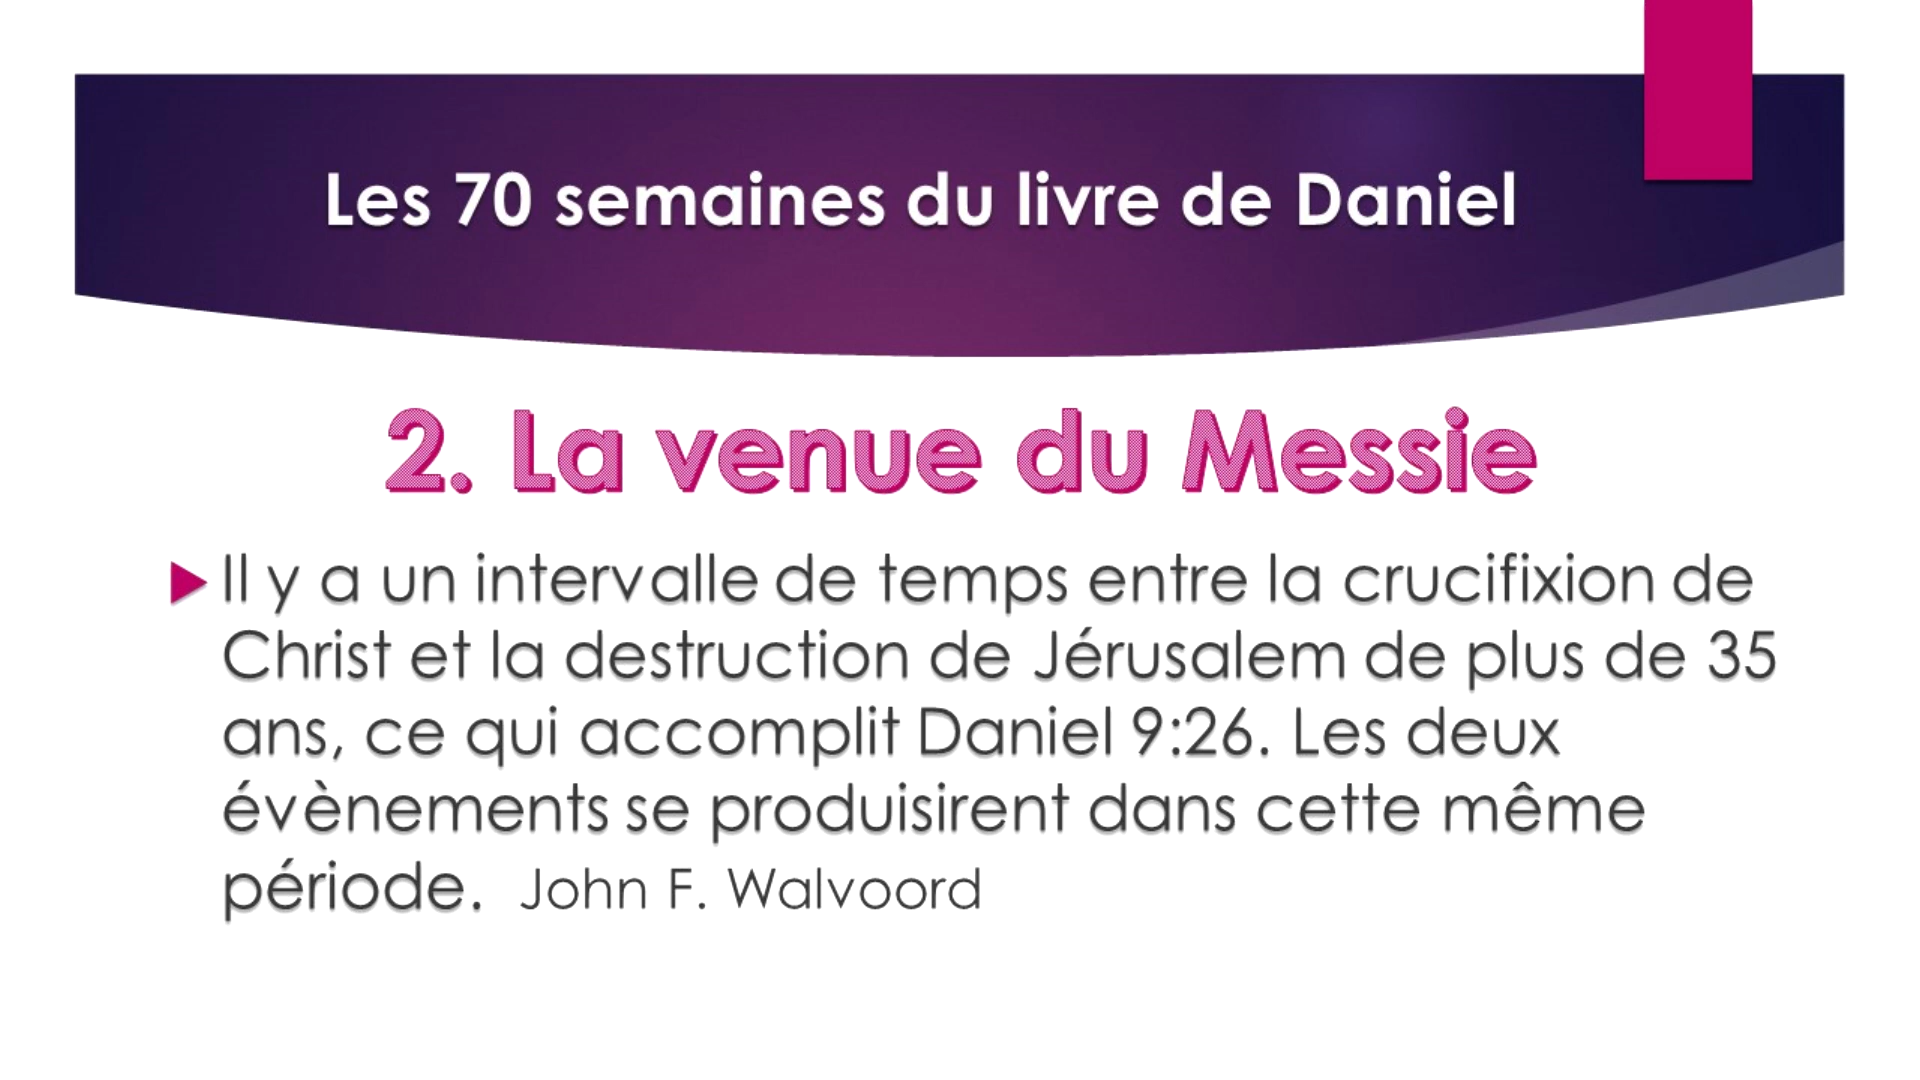 Les 70 semaines du livre de Daniel
2. La venue du Messie
Il y a un intervalle de temps entre la crucifixion de
Christ et la destruction de Jérusalem de plus de 35
ans, ce qui accomplit Daniel 9:26. Les deux
évènements se produisirent dans cette même
période. John F. Walvoord